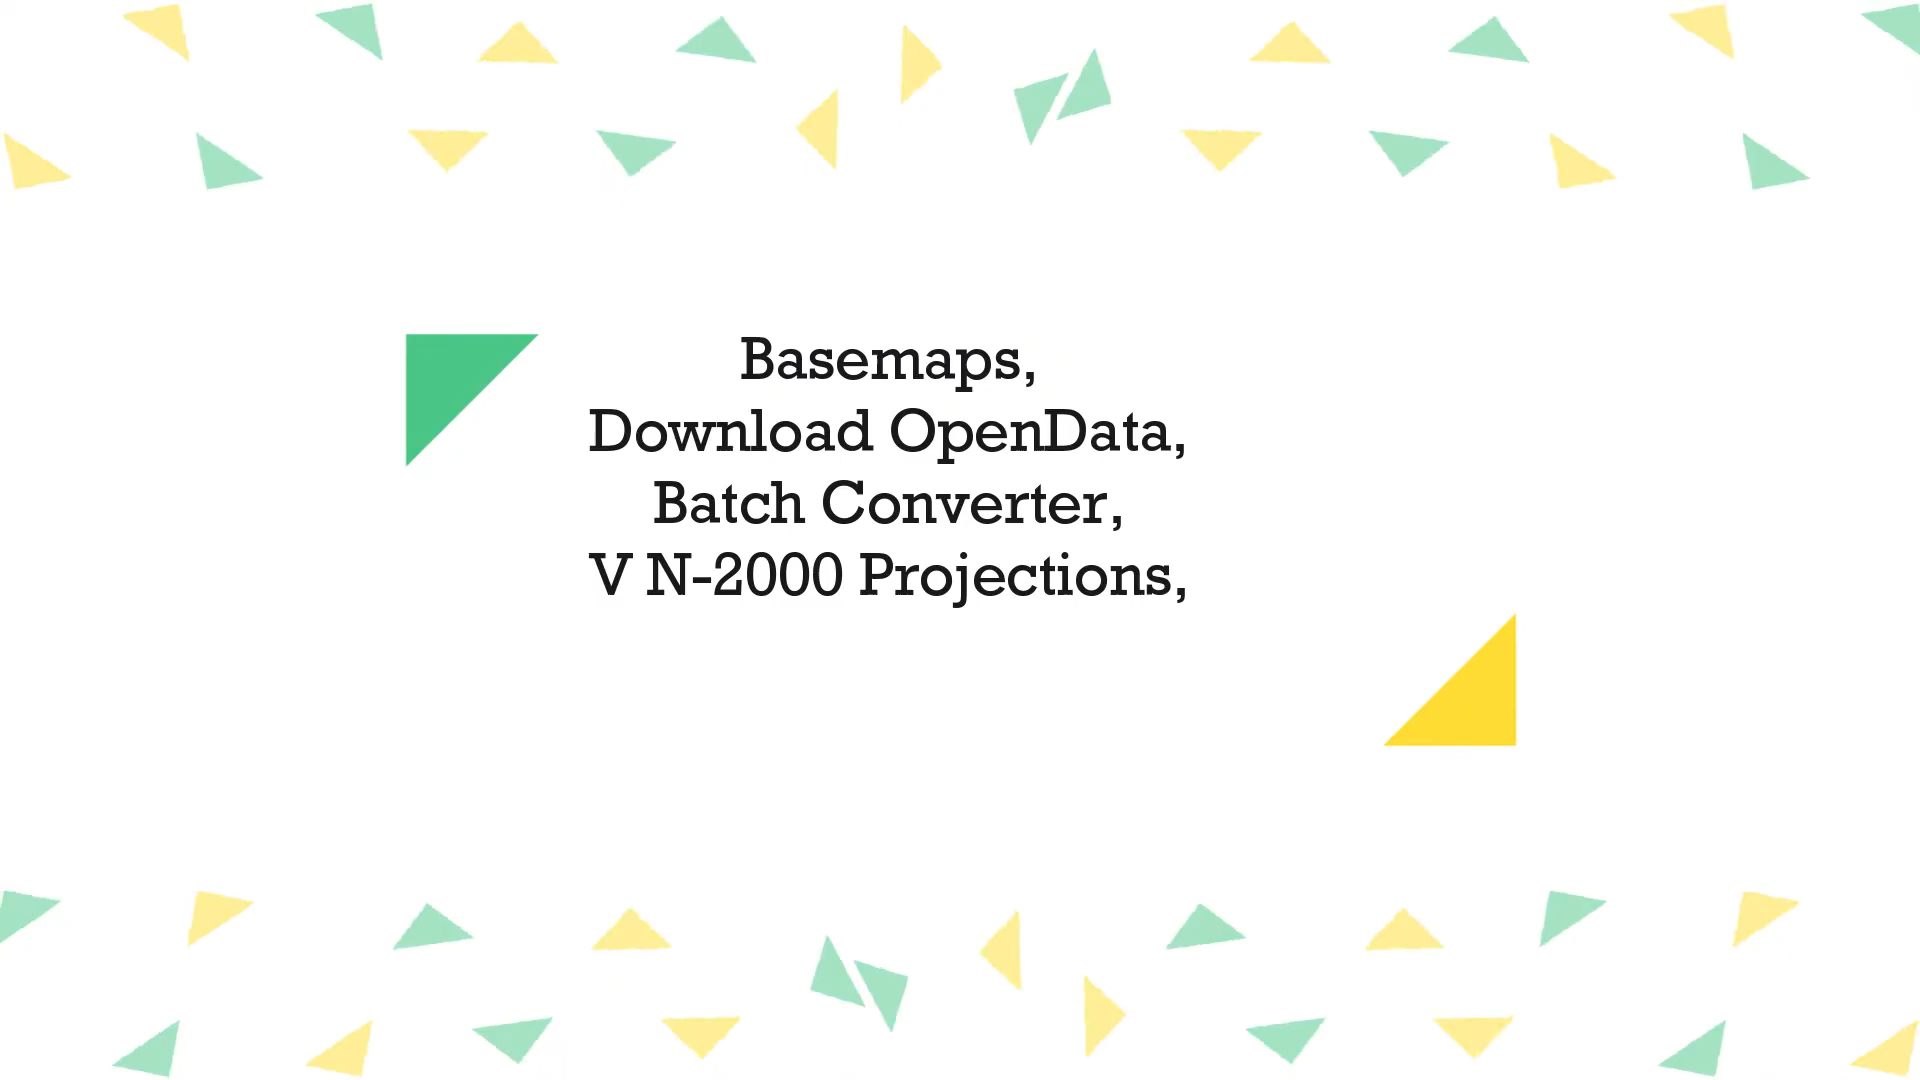 Basemaps,
Download OpenData,
Batch Converter,
V N-2000 Projections,